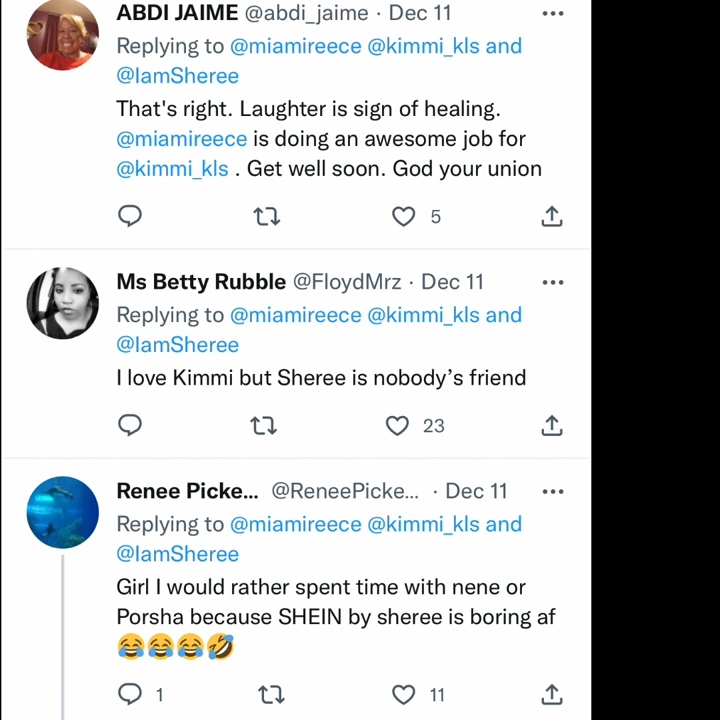 ABDI JAIME @abdi_jaime · Dec 11
Replying to @miamireece @kimmi_kls and
@IamSheree
That's right. Laughter is sign of healing.
@miamireece is doing an awesome job for
@kimmi_kls . Get well soon. God your union
5
Ms Betty Rubble @FloydMrz · Dec 11
Replying to @miamireece @kimmi_kls and
@IamSheree
I love Kimmi but Sheree is nobody’s friend
23
Renee Picke... @ReneePicke... · Dec 11
Replying to @miamireece @kimmi_kls and
@IamSheree
Girl I would rather spent time with nene or
Porsha because SHEIN by sheree is boring af
😂😂😂🤣
1 11